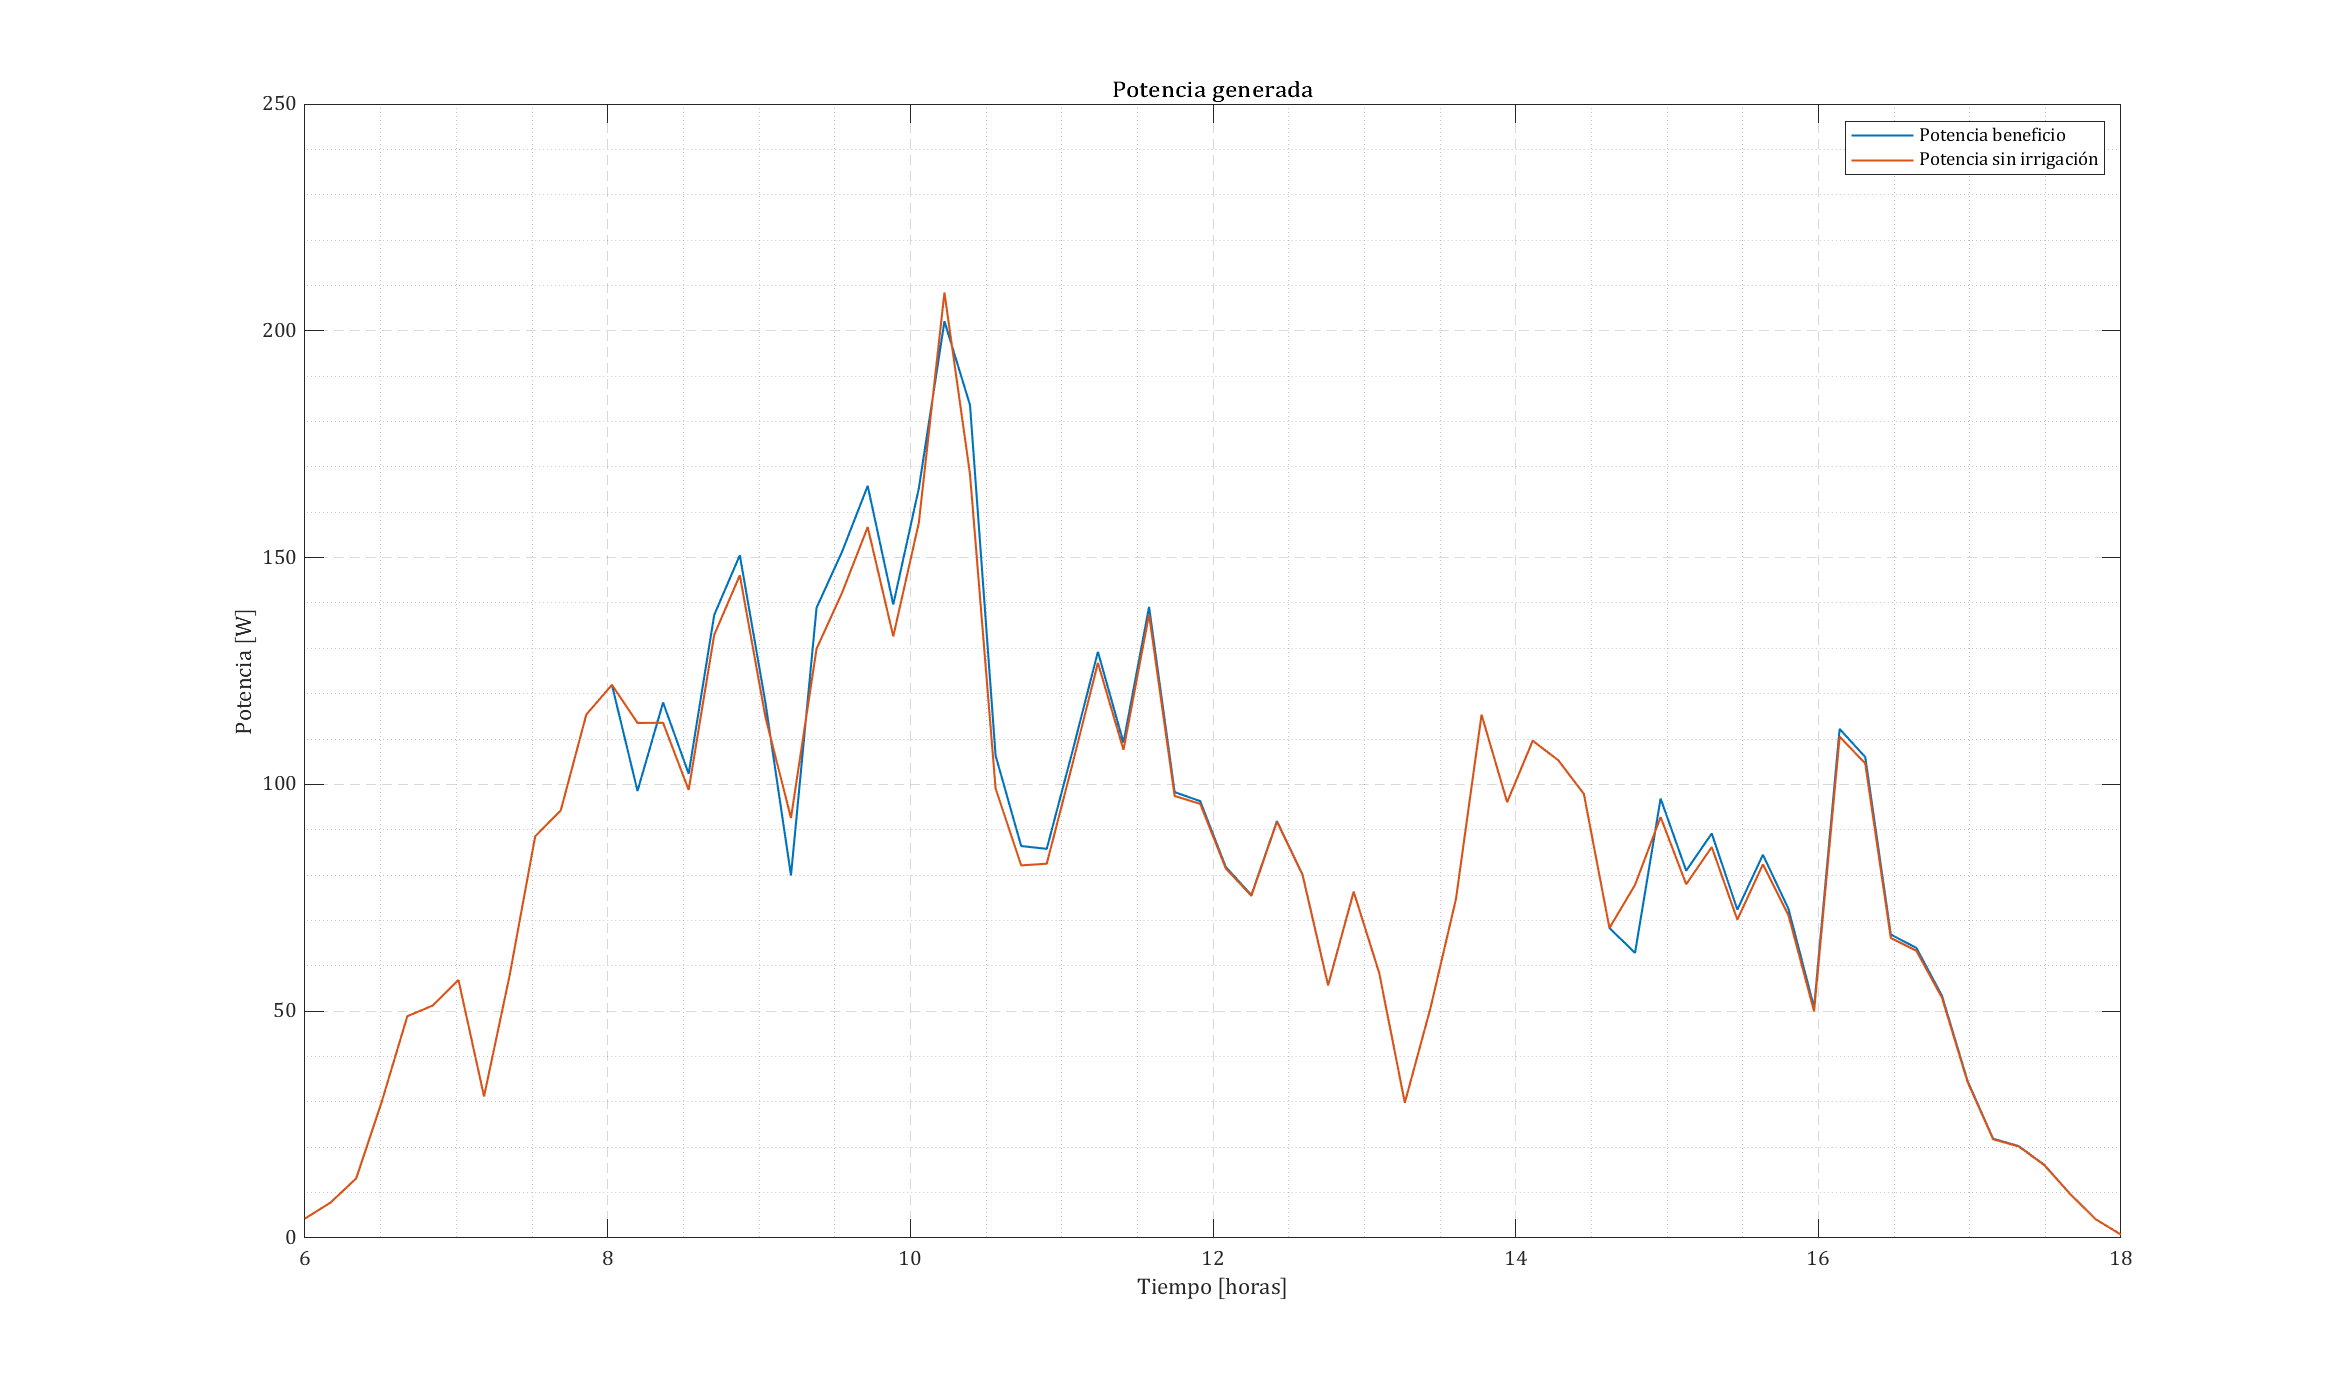 Potencia generada
250
Potencia beneficio
Potencia sin irrigación
200
150
Potencia [W]
100
50
0
6 8 10 12 14 16 18
Tiempo [horas]